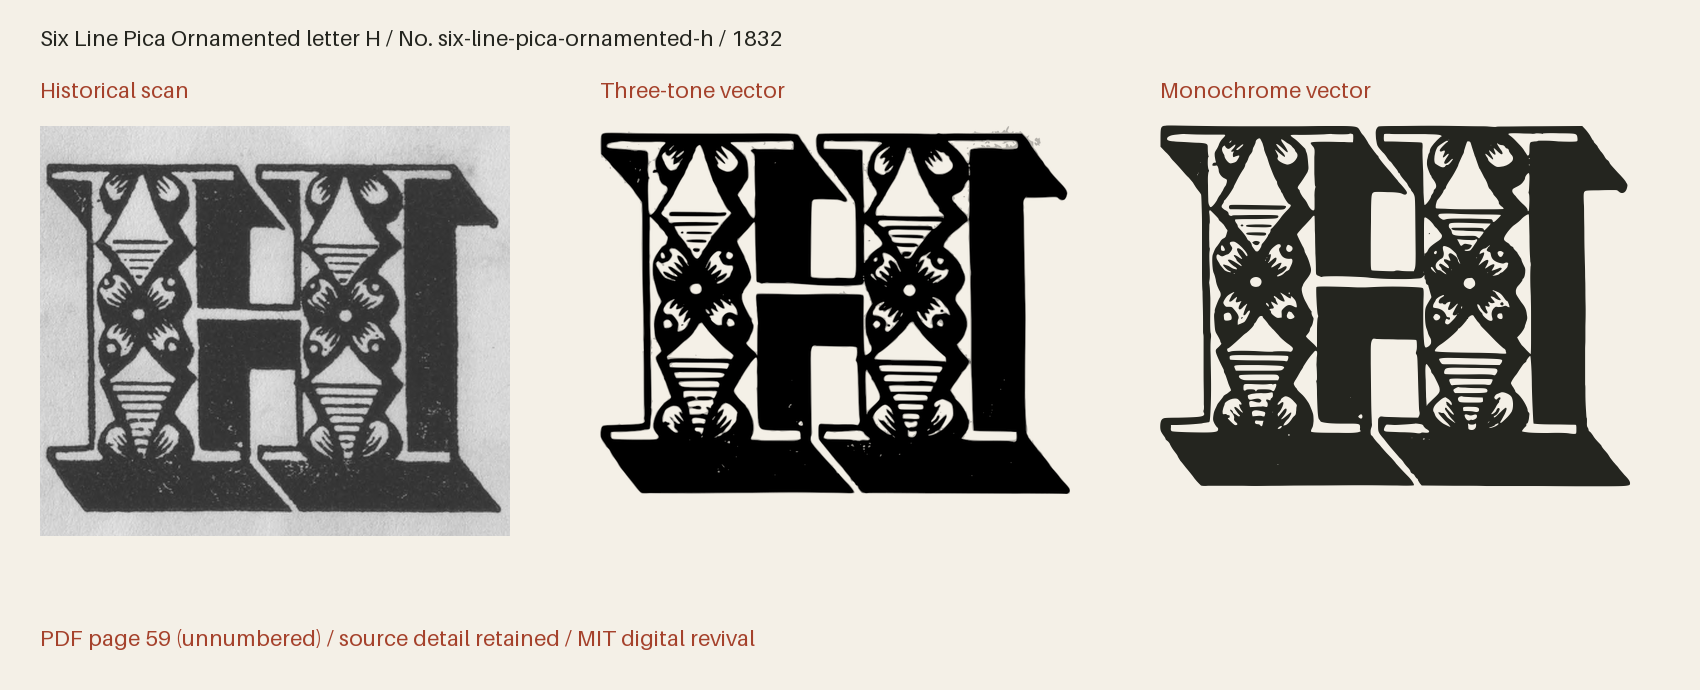 Six Line Pica Ornamented letter H / No. six-line-pica-ornamented-h / 1832
Historical scan
Three-tone vector
Monochrome vector
H
H
H
PDF page 59 (unnumbered) / source detail retained / MIT digital revival